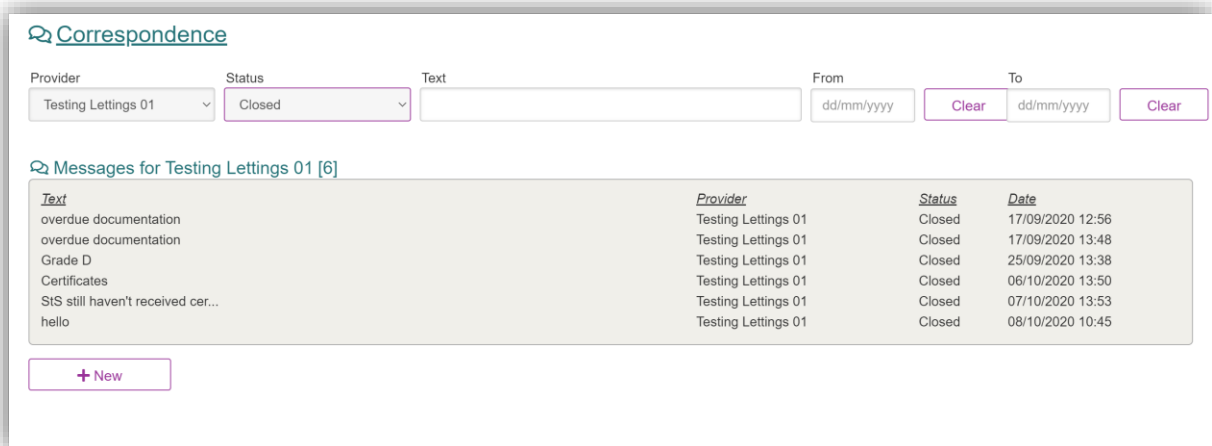 Correspondence
Provider Status Text From To
Testing Lettings 01 Closed dd/mm/yyyy Clear dd/mm/yyyy Clear
Messages for Testing Lettings 01 [6]
Text Provider Status Date
overdue documentation Testing Lettings 01 Closed 17/09/2020 12:56
overdue documentation Testing Lettings 01 Closed 17/09/2020 13:48
Grade D Testing Lettings 01 Closed 25/09/2020 13:38
Certificates Testing Lettings 01 Closed 06/10/2020 13:50
StS still haven't received cer... Testing Lettings 01 Closed 07/10/2020 13:53
hello Testing Lettings 01 Closed 08/10/2020 10:45
+ New